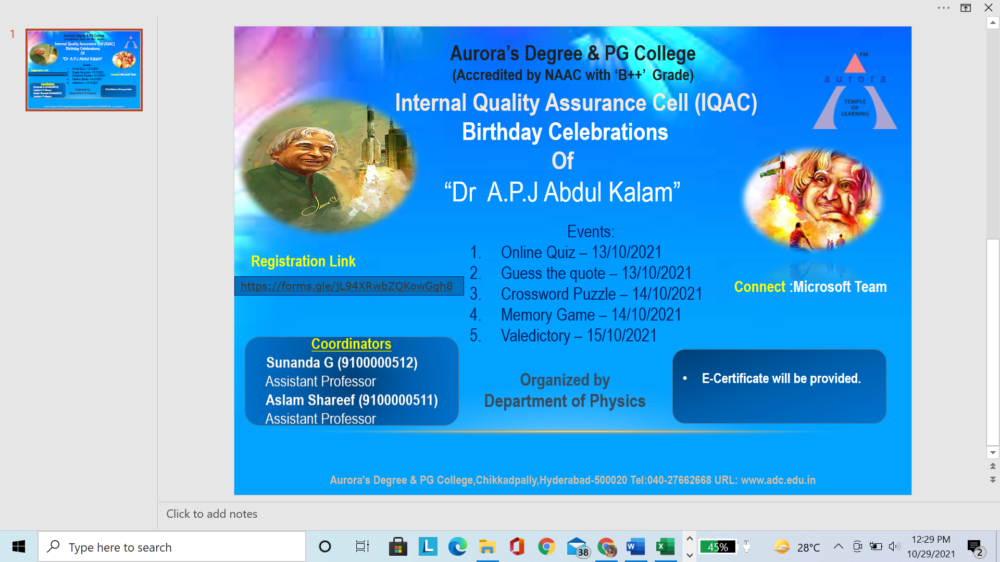 1
Aurora’s Degree & PG College
(Accredited by NAAC with ‘B++’ Grade)
Internal Quality Assurance Cell (IQAC)
Birthday Celebrations
Of
“Dr A.P.J Abdul Kalam”
TM
aurora
TEMPLE
OF
LEARNING
Events:
1. Online Quiz – 13/10/2021
2. Guess the quote – 13/10/2021
3. Crossword Puzzle – 14/10/2021
4. Memory Game – 14/10/2021
5. Valedictory – 15/10/2021
Registration Link
https://forms.gle/jL94XRwbZQKowGgh8
Connect :Microsoft Team
Coordinators
Sunanda G (9100000512)
Assistant Professor
Aslam Shareef (9100000511)
Assistant Professor
Organized by
Department of Physics
• E-Certificate will be provided.
Aurora's Degree & PG College,Chikkadpally,Hyderabad-500020 Tel:040-27662668 URL: www.adc.edu.in
Click to add notes
Type here to search
L
38
W
X
45%
28°C
12:29 PM
10/29/2021
2